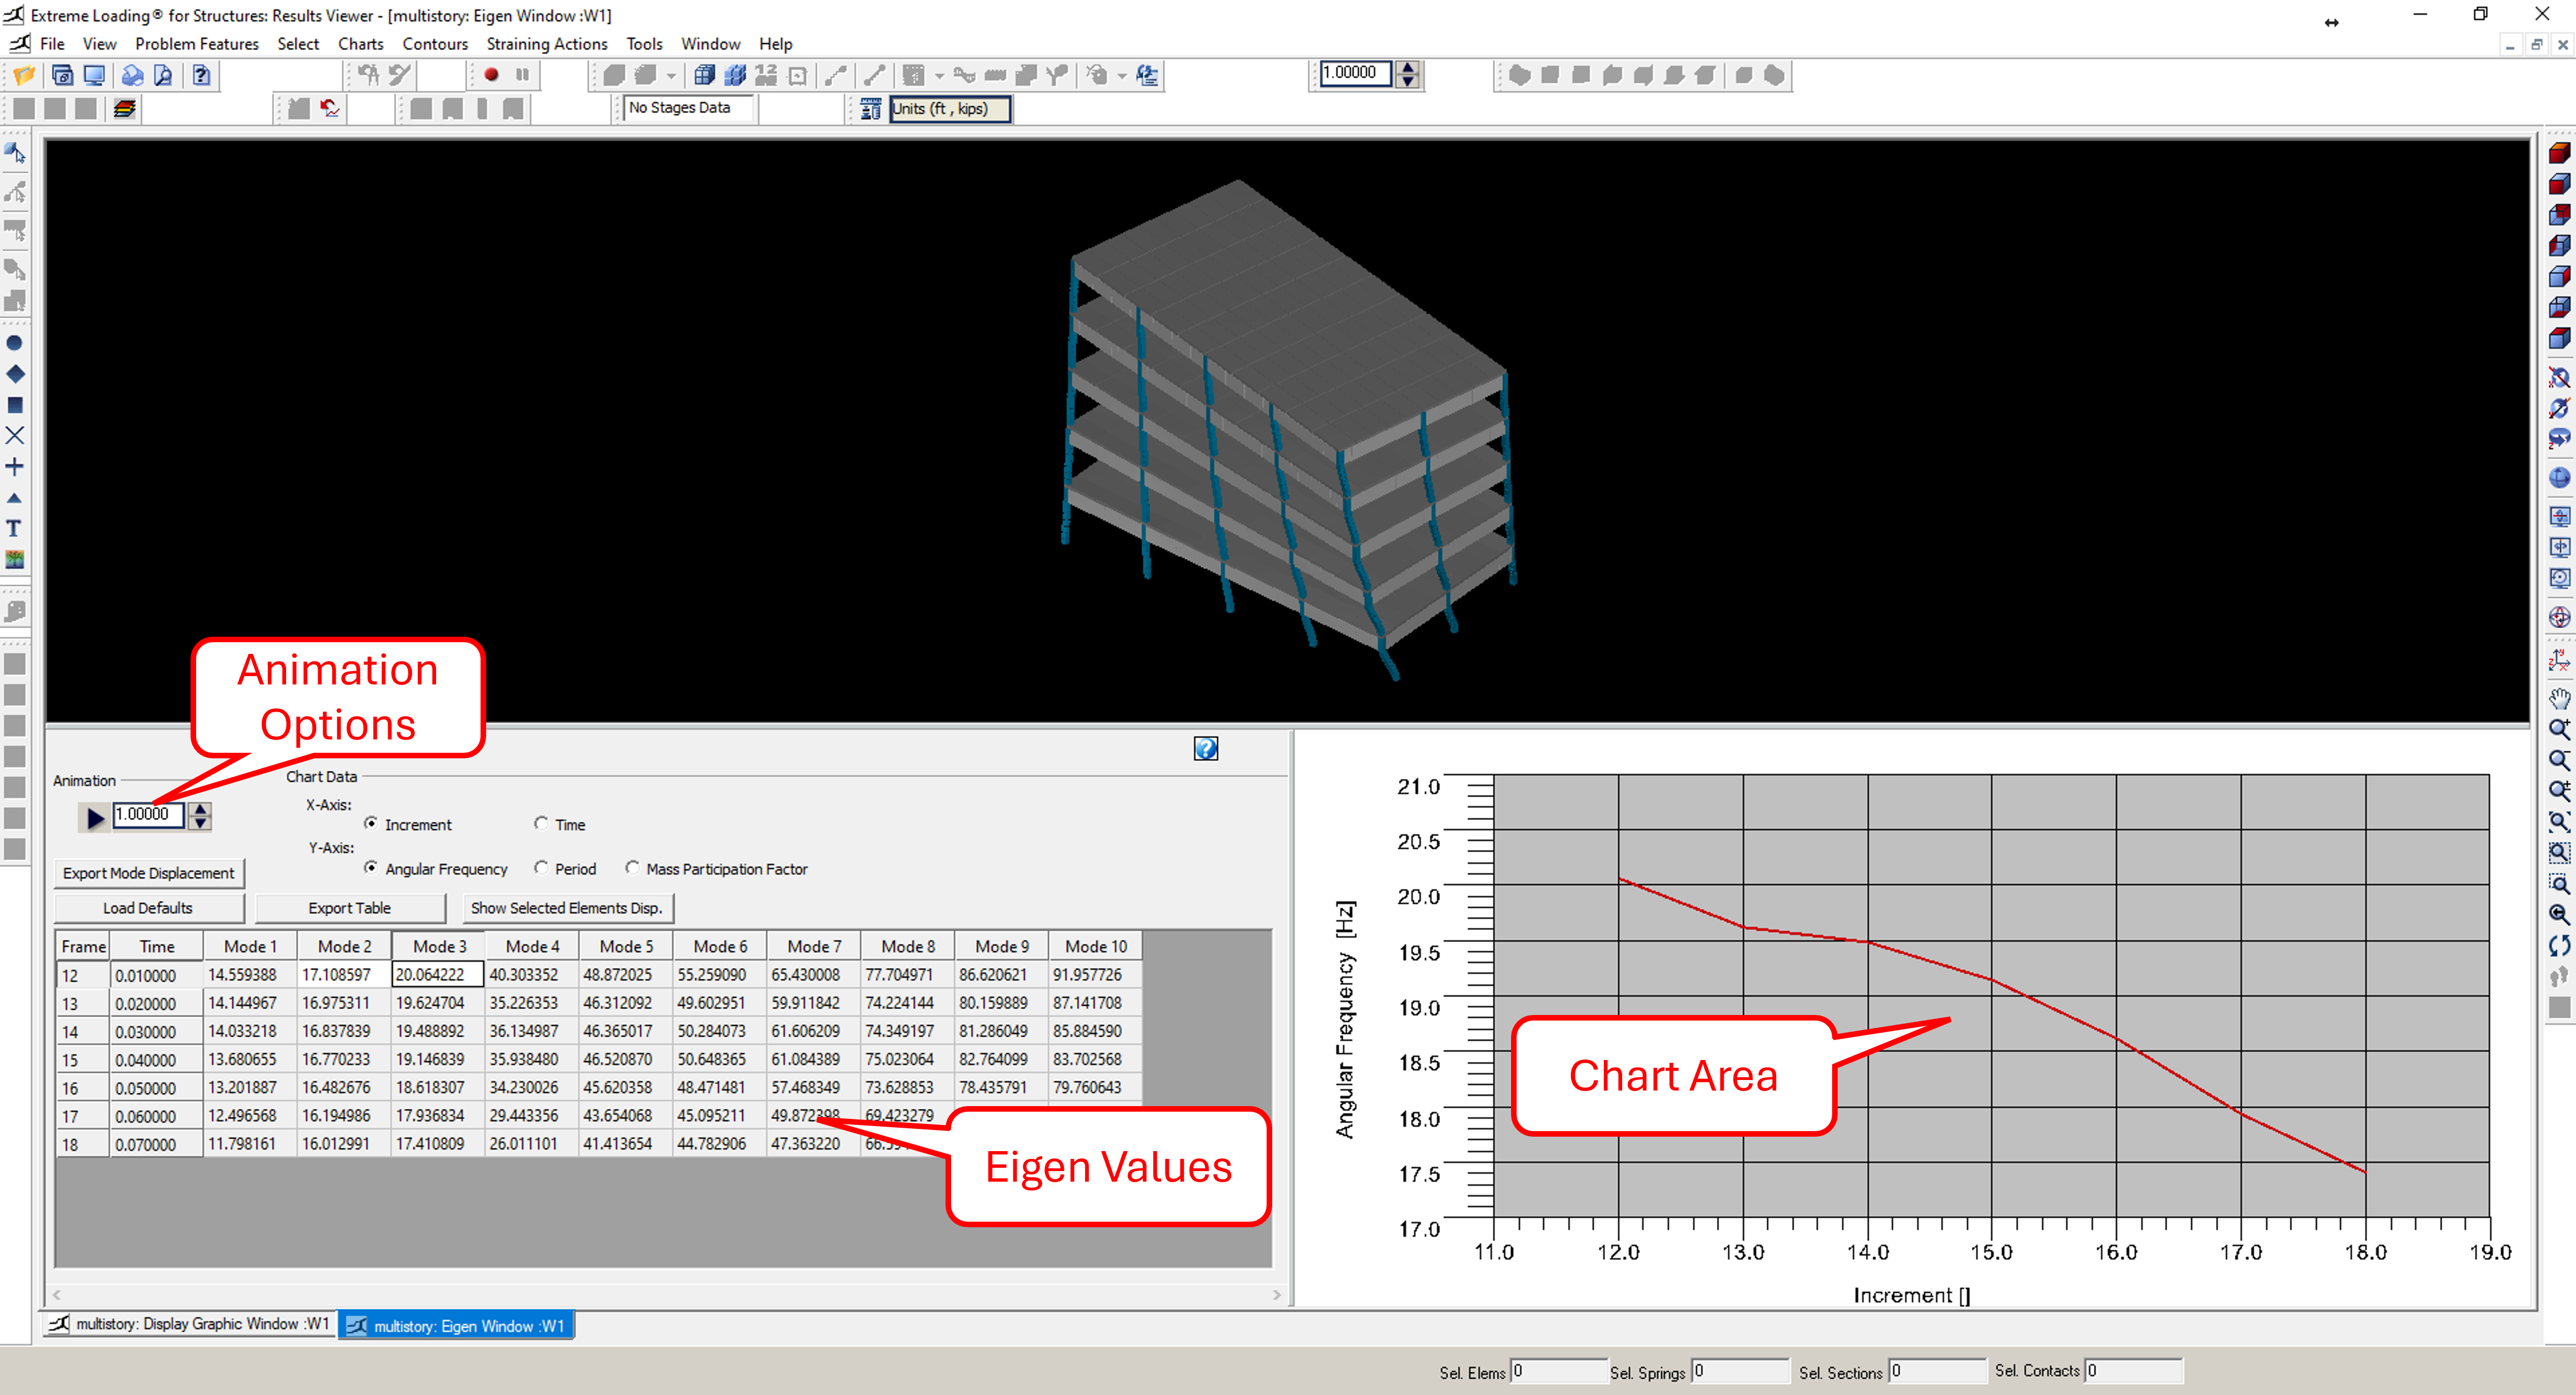 Extreme Loading® for Structures: Results Viewer - [multistory: Eigen Window :W1]
File View Problem Features Select Charts Contours Straining Actions Tools Window Help
1.00000
No Stages Data
Units (ft , kips)
Animation
Options
Animation
1.00000
Chart Data
X-Axis:
Increment Time
Y-Axis:
Angular Frequency Period Mass Participation Factor
Export Mode Displacement
Load Defaults Export Table Show Selected Elements Disp.
Frame Time Mode 1 Mode 2 Mode 3 Mode 4 Mode 5 Mode 6 Mode 7 Mode 8 Mode 9 Mode 10
12 0.010000 14.559388 17.108597 20.064222 40.303352 48.872025 55.259090 65.430008 77.704971 86.620621 91.957726
13 0.020000 14.144967 16.975311 19.624704 35.226353 46.312092 49.602951 59.911842 74.224144 80.159889 87.141708
14 0.030000 14.033218 16.837839 19.488892 36.134987 46.365017 50.284073 61.606209 74.349197 81.286049 85.884590
15 0.040000 13.680655 16.770233 19.146839 35.938480 46.520870 50.648365 61.084389 75.023064 82.764099 83.702568
16 0.050000 13.201887 16.482676 18.618307 34.230026 45.620358 48.471481 57.468349 73.628853 78.435791 79.760643
17 0.060000 12.496568 16.194986 17.936834 29.443356 43.654068 45.095211 49.872398 69.423279
18 0.070000 11.798161 16.012991 17.410809 26.011101 41.413654 44.782906 47.363220
Eigen Values
Angular Frequency [Hz]
21.0
20.5
20.0
19.5
19.0
18.5
18.0
17.5
17.0
11.0 12.0 13.0 14.0 15.0 16.0 17.0 18.0 19.0
Increment []
Chart Area
multistory: Display Graphic Window :W1 multistory: Eigen Window :W1
Sel. Elems 0 Sel. Springs 0 Sel. Sections 0 Sel. Contacts 0